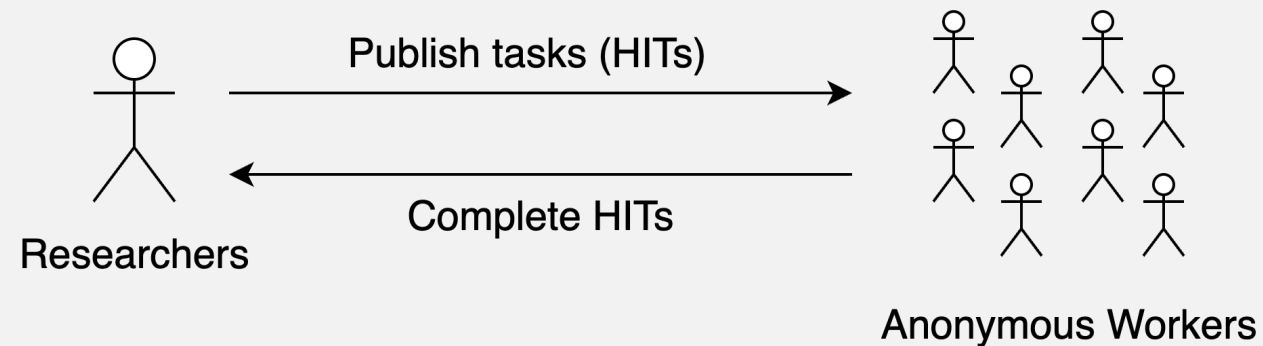 Publish tasks (HITs)
Complete HITs
Researchers
Anonymous Workers